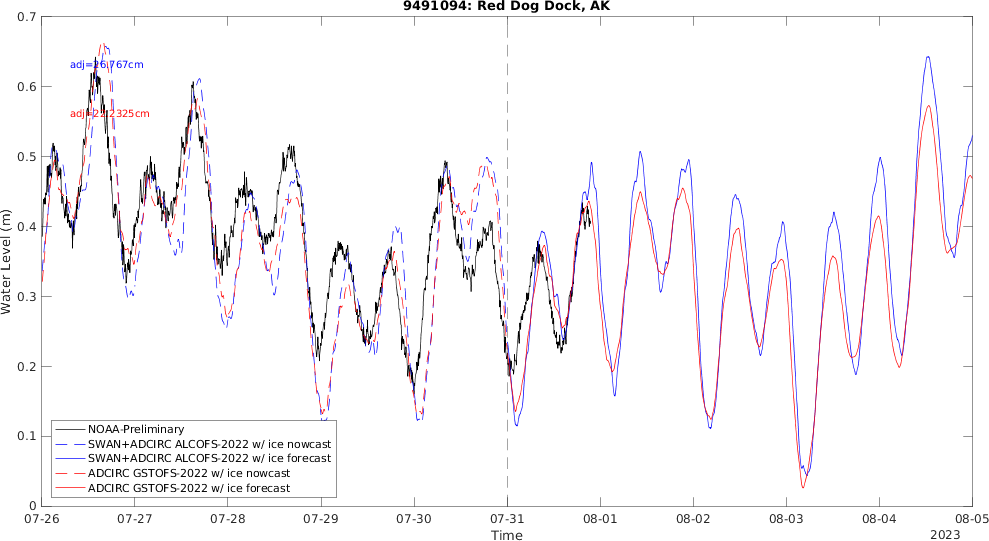 9491094: Red Dog Dock, AK
0.7
0.6
0.5
0.4
0.3
0.2
0.1
0
Water Level (m)
adj=26.767cm
NOAA-Preliminary
SWAN+ADCIRC ALCOFS-2022 w/ ice nowcast
SWAN+ADCIRC ALCOFS-2022 w/ ice forecast
ADCIRC GSTOFS-2022 w/ ice nowcast
ADCIRC GSTOFS-2022 w/ ice forecast
07-26 07-27 07-28 07-29 07-30 07-31 08-01 08-02 08-03 08-04 08-05
Time
2023